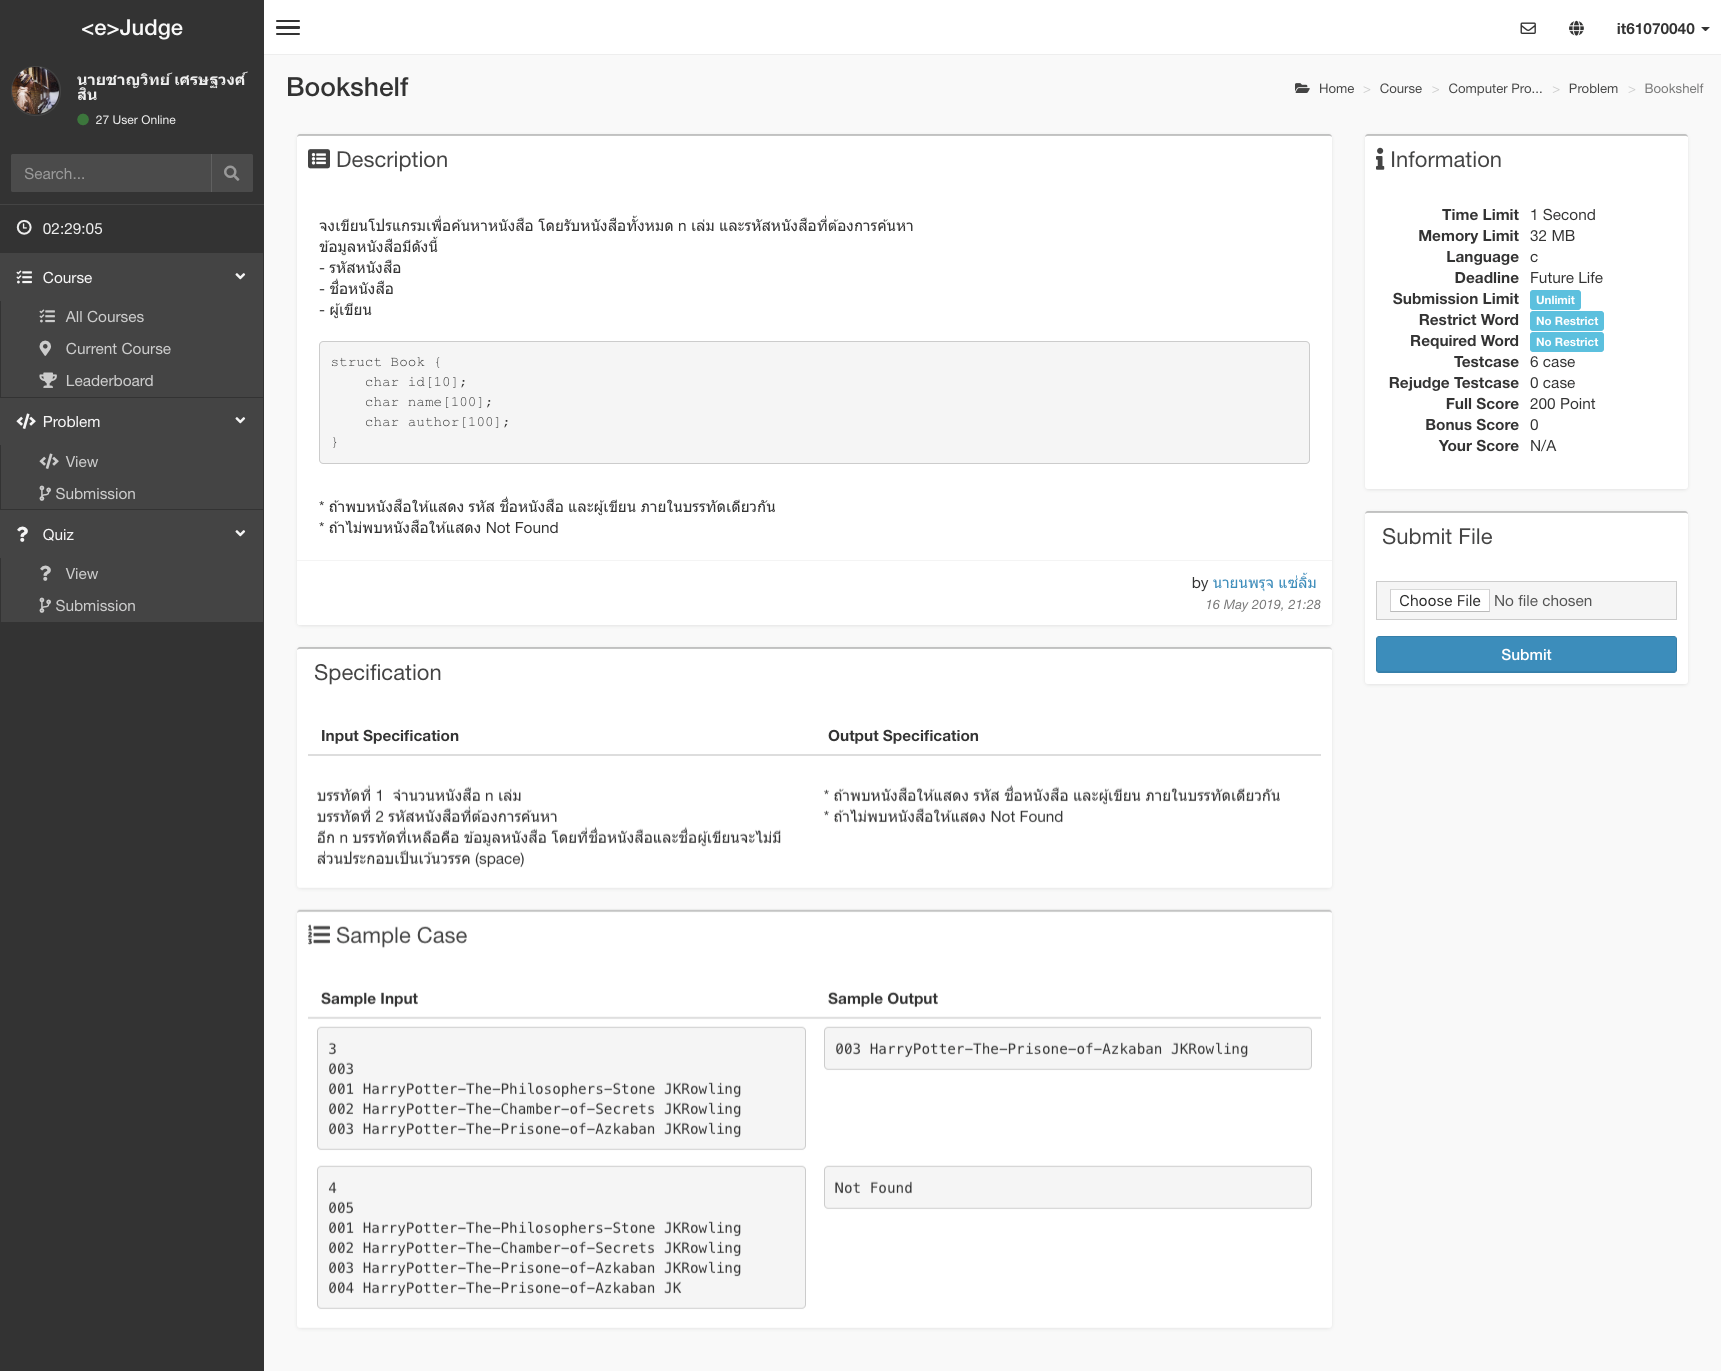 <e>Judge
นายชาญวิทย์ เศรษฐวงศ์
สิน
27 User Online
Search...
02:29:05
Course
All Courses
Current Course
Leaderboard
Problem
View
Submission
Quiz
View
Submission
it61070040
Bookshelf
Home > Course > Computer Pro... > Problem > Bookshelf
Description
จงเขียนโปรแกรมเพื่อค้นหาหนังสือ โดยรับหนังสือทั้งหมด n เล่ม และรหัสหนังสือที่ต้องการค้นหา
ข้อมูลหนังสือมีดังนี้
- รหัสหนังสือ
- ชื่อหนังสือ
- ผู้เขียน
struct Book {
    char id[10];
    char name[100];
    char author[100];
}
* ถ้าพบหนังสือให้แสดง รหัส ชื่อหนังสือ และผู้เขียน ภายในบรรทัดเดียวกัน
* ถ้าไม่พบหนังสือให้แสดง Not Found
by นายนพรุจ แซ่ลิ้ม
16 May 2019, 21:28
Specification
Input Specification
Output Specification
บรรทัดที่ 1  จำนวนหนังสือ n เล่ม
บรรทัดที่ 2 รหัสหนังสือที่ต้องการค้นหา
อีก n บรรทัดที่เหลือคือ ข้อมูลหนังสือ โดยที่ชื่อหนังสือและชื่อผู้เขียนจะไม่มี
ส่วนประกอบเป็นเว้นวรรค (space)
* ถ้าพบหนังสือให้แสดง รหัส ชื่อหนังสือ และผู้เขียน ภายในบรรทัดเดียวกัน
* ถ้าไม่พบหนังสือให้แสดง Not Found
Sample Case
Sample Input
Sample Output
3
003
001 HarryPotter-The-Philosophers-Stone JKRowling
002 HarryPotter-The-Chamber-of-Secrets JKRowling
003 HarryPotter-The-Prisone-of-Azkaban JKRowling
003 HarryPotter-The-Prisone-of-Azkaban JKRowling
4
005
001 HarryPotter-The-Philosophers-Stone JKRowling
002 HarryPotter-The-Chamber-of-Secrets JKRowling
003 HarryPotter-The-Prisone-of-Azkaban JKRowling
004 HarryPotter-The-Prisone-of-Azkaban JK
Not Found
Information
Time Limit 1 Second
Memory Limit 32 MB
Language c
Deadline Future Life
Submission Limit Unlimit
Restrict Word No Restrict
Required Word No Restrict
Testcase 6 case
Rejudge Testcase 0 case
Full Score 200 Point
Bonus Score 0
Your Score N/A
Submit File
Choose File No file chosen
Submit